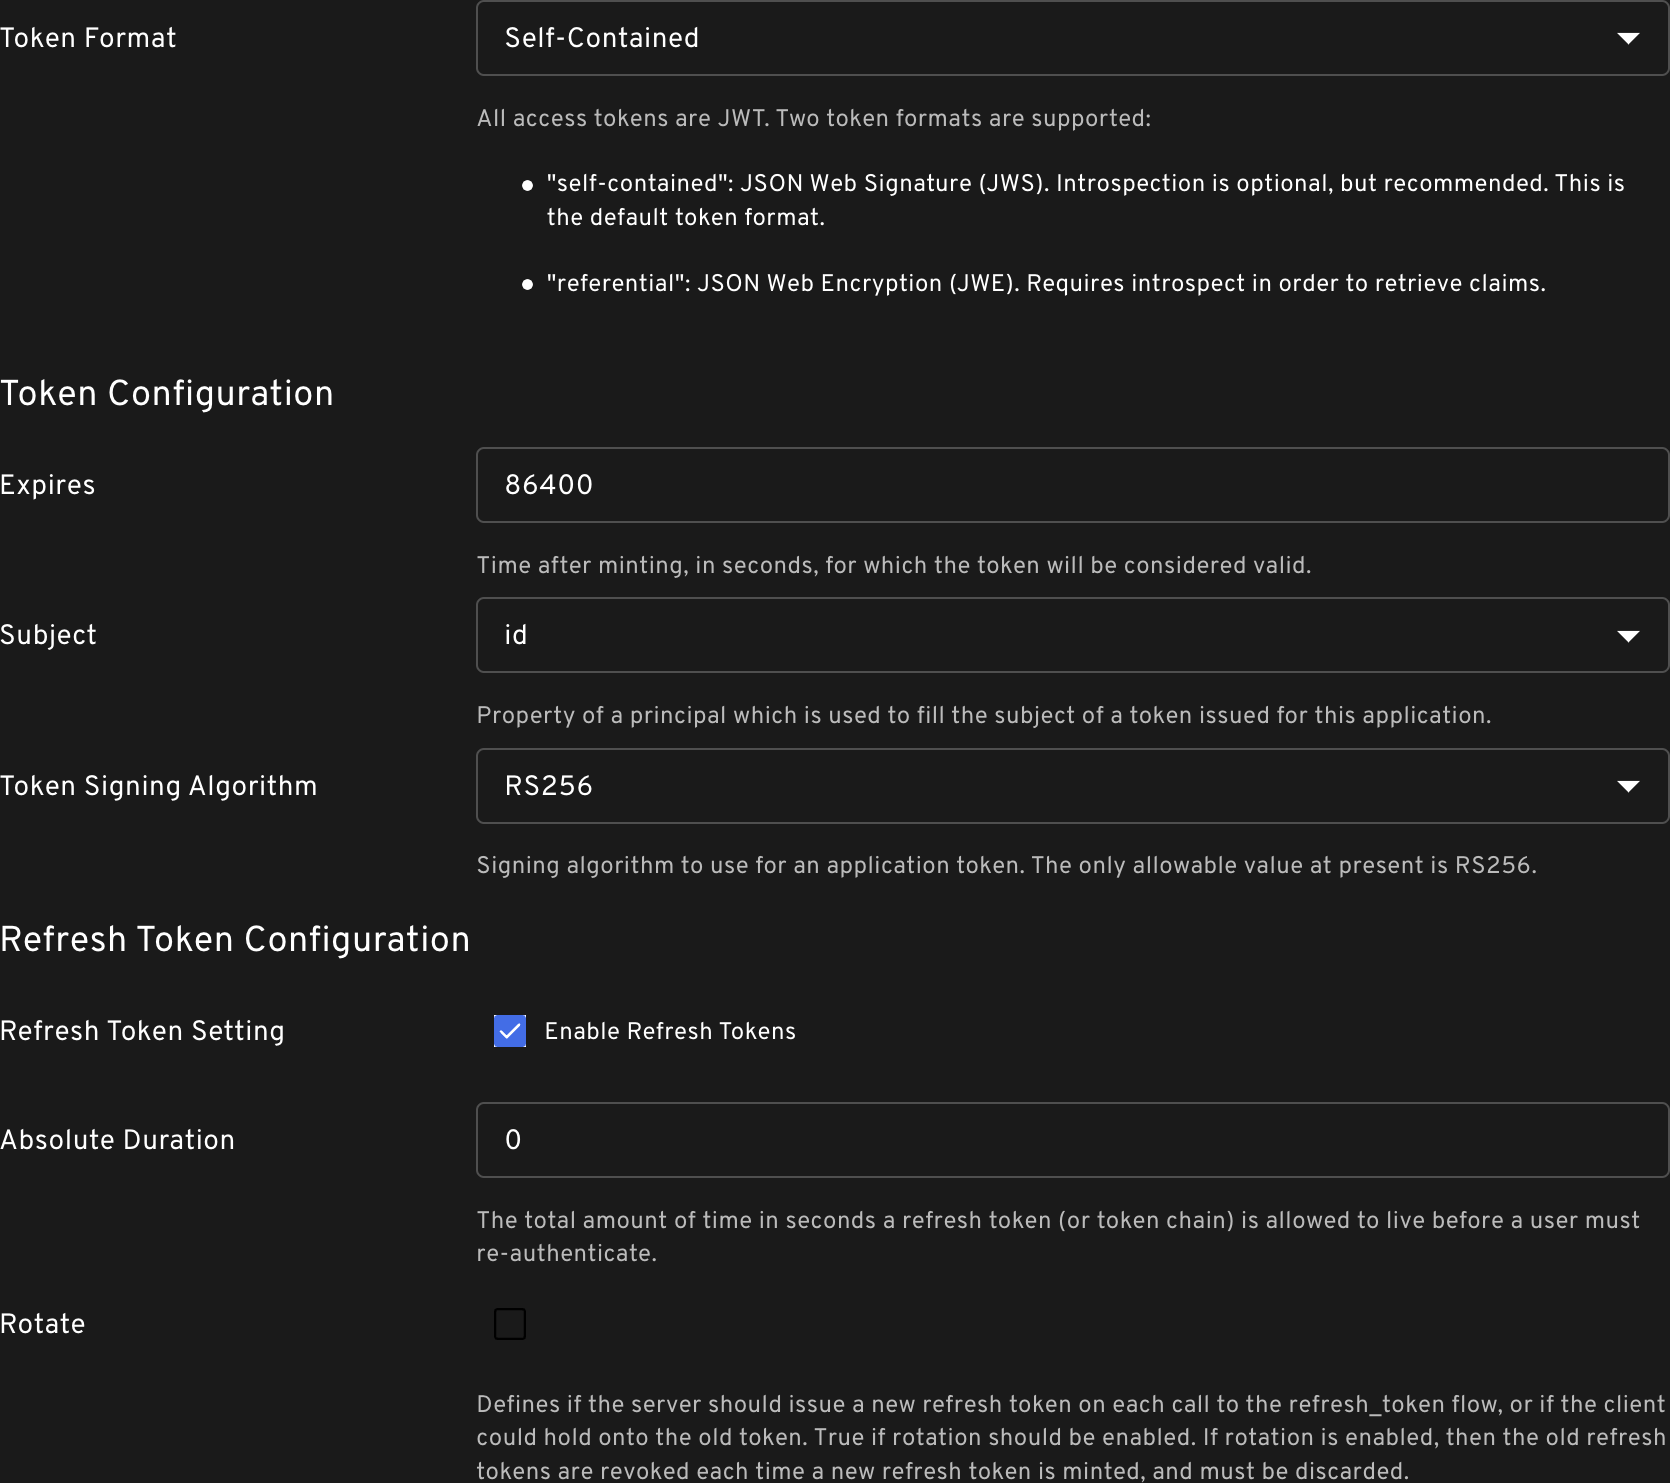 Token Format
Self-Contained
All access tokens are JWT. Two token formats are supported:
"self-contained": JSON Web Signature (JWS). Introspection is optional, but recommended. This is
the default token format.
"referential": JSON Web Encryption (JWE). Requires introspect in order to retrieve claims.
Token Configuration
Expires
86400
Time after minting, in seconds, for which the token will be considered valid.
Subject
id
Property of a principal which is used to fill the subject of a token issued for this application.
Token Signing Algorithm
RS256
Signing algorithm to use for an application token. The only allowable value at present is RS256.
Refresh Token Configuration
Refresh Token Setting
Enable Refresh Tokens
Absolute Duration
0
The total amount of time in seconds a refresh token (or token chain) is allowed to live before a user must
re-authenticate.
Rotate
Defines if the server should issue a new refresh token on each call to the refresh_token flow, or if the client
could hold onto the old token. True if rotation should be enabled. If rotation is enabled, then the old refresh
tokens are revoked each time a new refresh token is minted, and must be discarded.